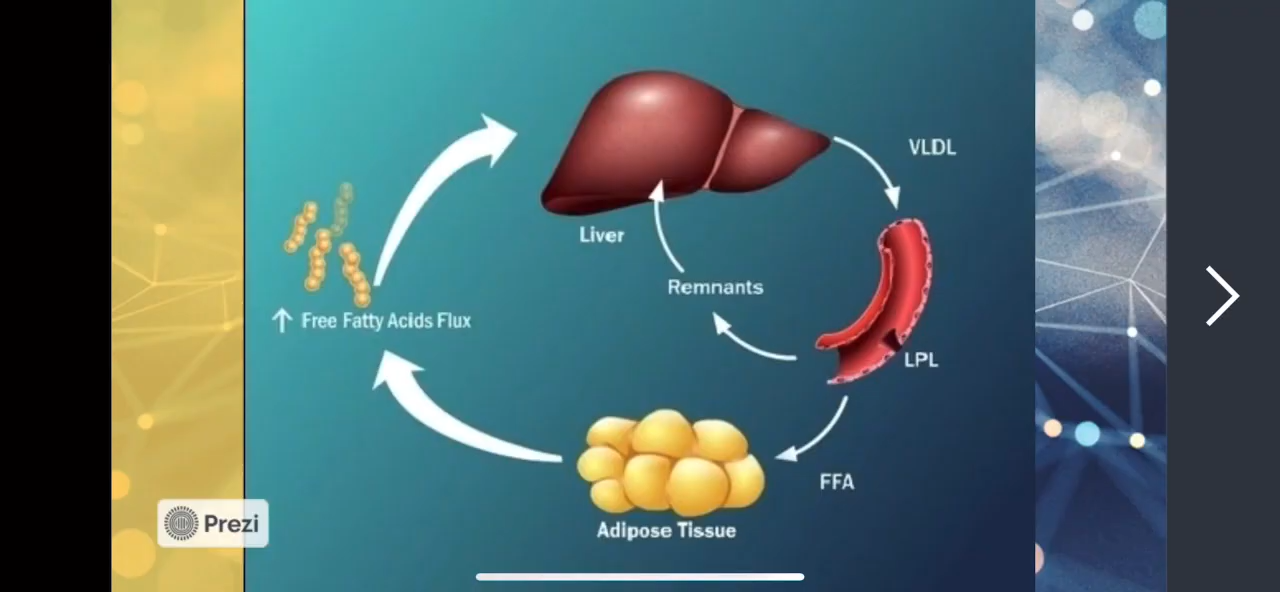 VLDL
Liver
Remnants
↑ Free Fatty Acids Flux
LPL
FFA
Adipose Tissue
Prezi